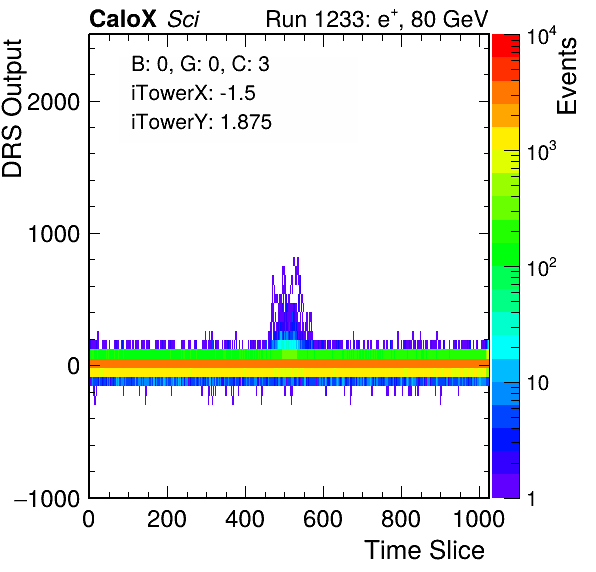 CaloX Sci Run 1233: e⁺, 80 GeV
B: 0, G: 0, C: 3
iTowerX: -1.5
iTowerY: 1.875
DRS Output
2000
1000
0
−1000
0 200 400 600 800 1000
Time Slice
10⁴
10³
10²
10
1
Events